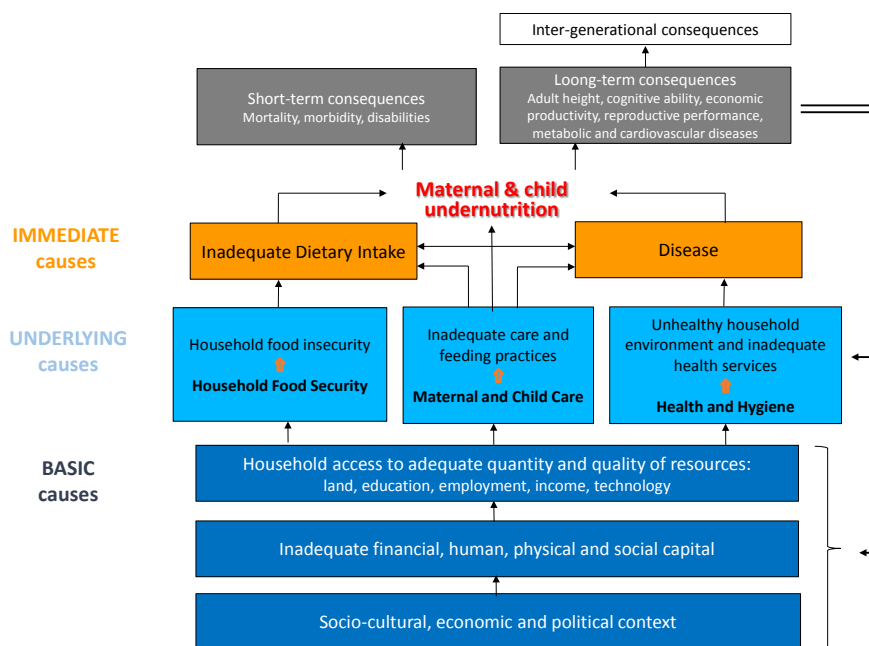 Inter-generational consequences
Short-term consequences
Mortality, morbidity, disabilities
Loong-term consequences
Adult height, cognitive ability, economic
productivity, reproductive performance,
metabolic and cardiovascular diseases
Maternal & child
undernutrition
IMMEDIATE
causes
Inadequate Dietary Intake
Disease
UNDERLYING
causes
Household food insecurity
Household Food Security
Inadequate care and
feeding practices
Maternal and Child Care
Unhealthy household
environment and inadequate
health services
Health and Hygiene
BASIC
causes
Household access to adequate quantity and quality of resources:
land, education, employment, income, technology
Inadequate financial, human, physical and social capital
Socio-cultural, economic and political context